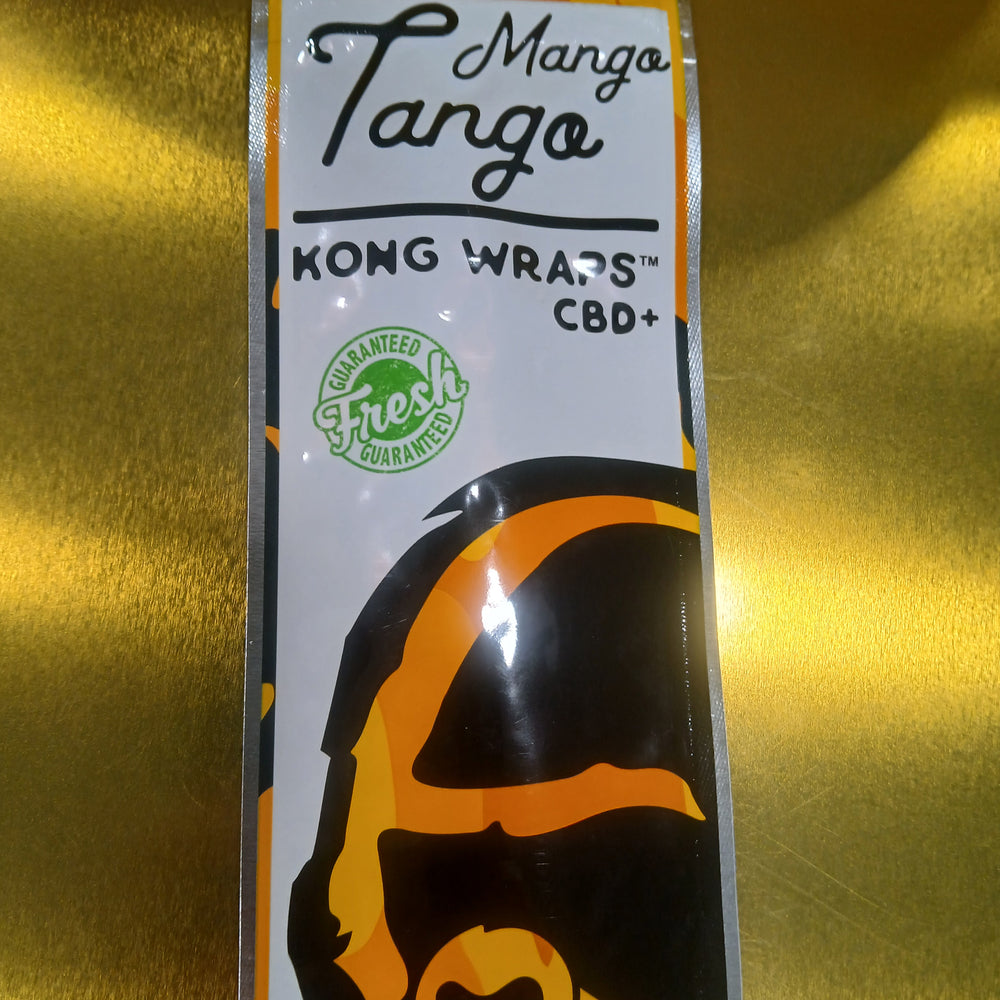 Mango
Tango
KONG WRAPS™
CBD+
GUARANTEED
Fresh
GUARANTEED